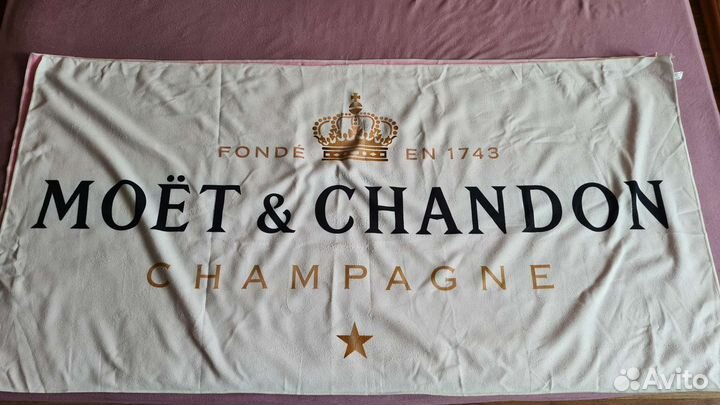 FONDÉ EN 1743
MOËT & CHANDON
CHAMPAGNE
Avito